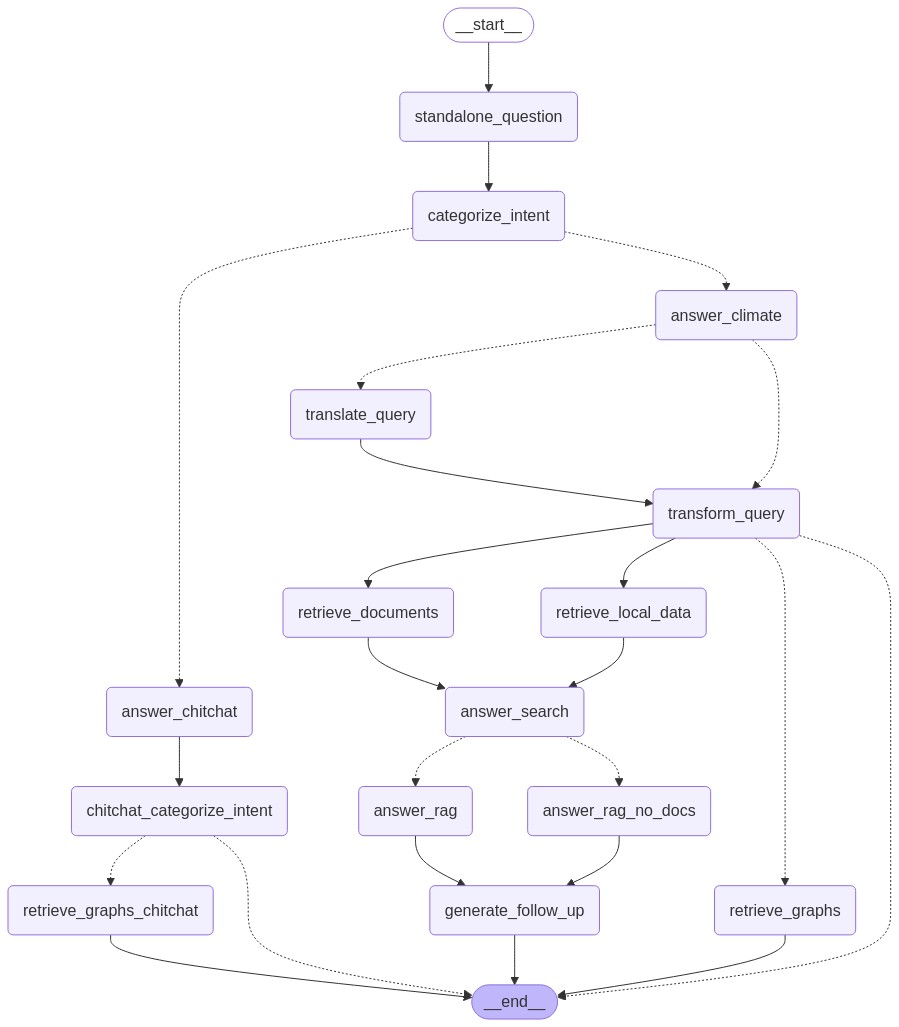 __start__
standalone_question
categorize_intent
answer_climate
translate_query
transform_query
retrieve_documents
retrieve_local_data
answer_chitchat
answer_search
chitchat_categorize_intent
answer_rag
answer_rag_no_docs
retrieve_graphs_chitchat
generate_follow_up
retrieve_graphs
__end__